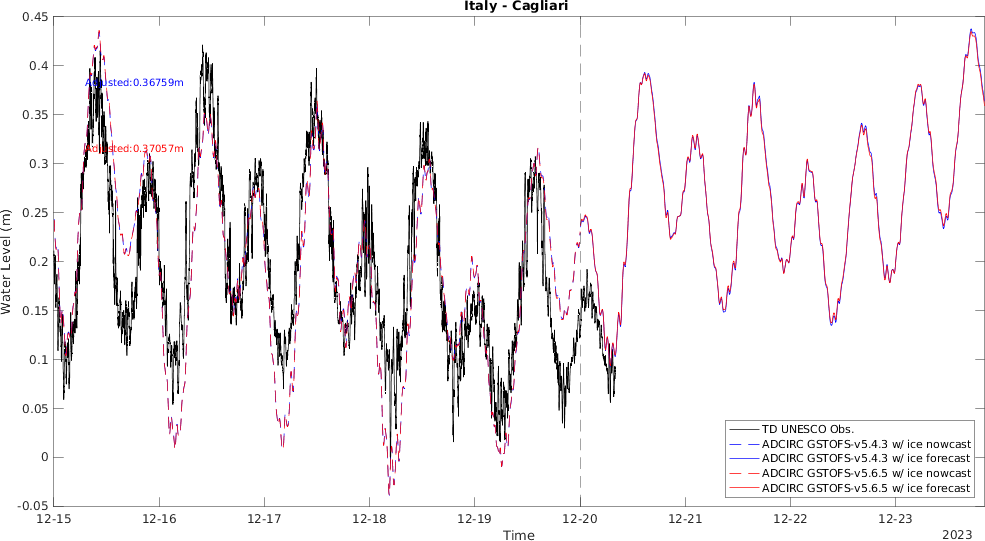 Italy - Cagliari
0.45
0.4
0.35
0.3
0.25
0.2
0.15
0.1
0.05
0
-0.05
Water Level (m)
Adjusted:0.36759m
Adjusted:0.37057m
TD UNESCO Obs.
ADCIRC GSTOFS-v5.4.3 w/ ice nowcast
ADCIRC GSTOFS-v5.4.3 w/ ice forecast
ADCIRC GSTOFS-v5.6.5 w/ ice nowcast
ADCIRC GSTOFS-v5.6.5 w/ ice forecast
12-15 12-16 12-17 12-18 12-19 12-20 12-21 12-22 12-23
Time
2023